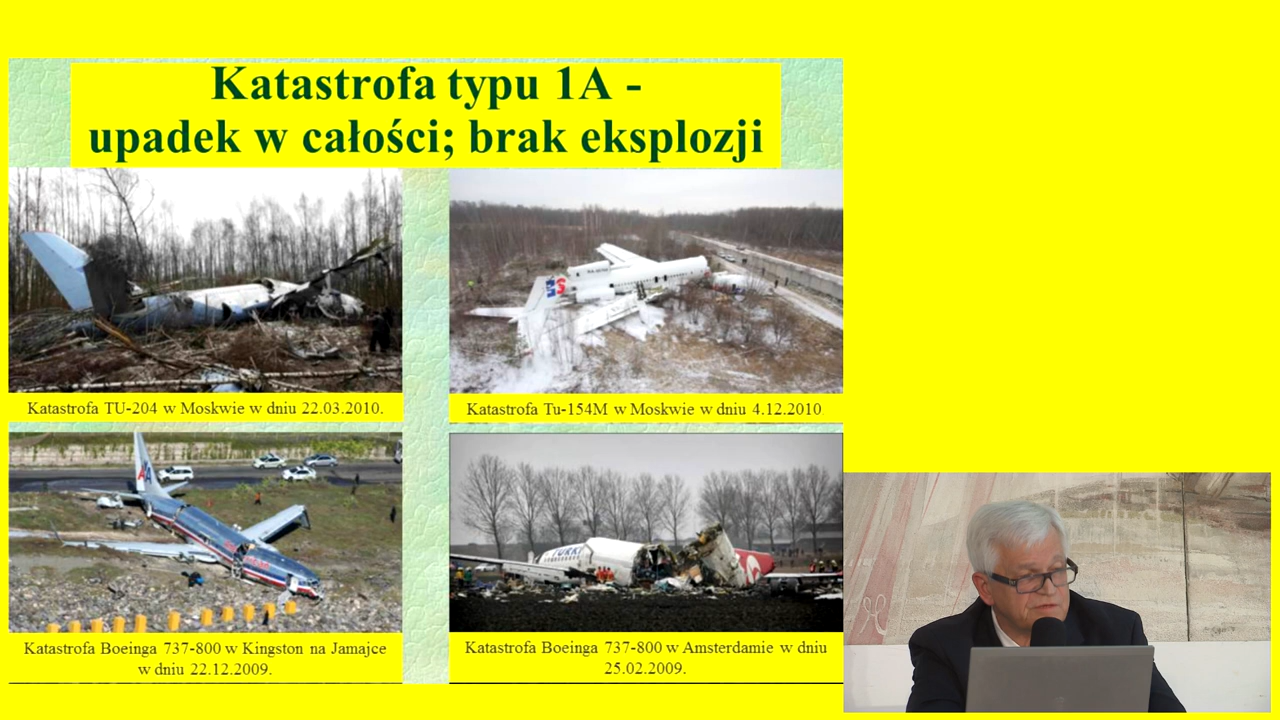 Katastrofa typu 1A -
upadek w całości; brak eksplozji
Katastrofa TU-204 w Moskwie w dniu 22.03.2010.
Katastrofa Tu-154M w Moskwie w dniu 4.12.2010
Katastrofa Boeinga 737-800 w Kingston na Jamajce
w dniu 22.12.2009.
Katastrofa Boeinga 737-800 w Amsterdamie w dniu
25.02.2009.